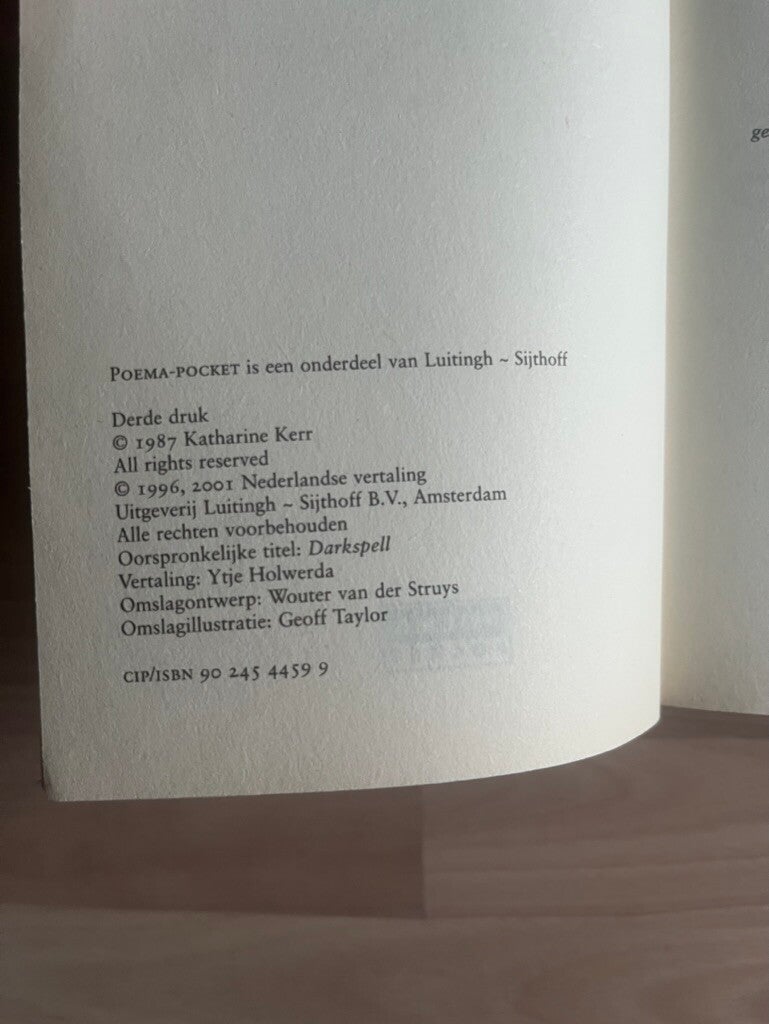 POEMA-POCKET is een onderdeel van Luitingh ~ Sijthoff
Derde druk
© 1987 Katharine Kerr
All rights reserved
© 1996, 2001 Nederlandse vertaling
Uitgeverij Luitingh ~ Sijthoff B.V., Amsterdam
Alle rechten voorbehouden
Oorspronkelijke titel: Darkspell
Vertaling: Ytje Holwerda
Omslagontwerp: Wouter van der Struys
Omslagillustratie: Geoff Taylor
CIP/ISBN 90 245 4459 9
ge